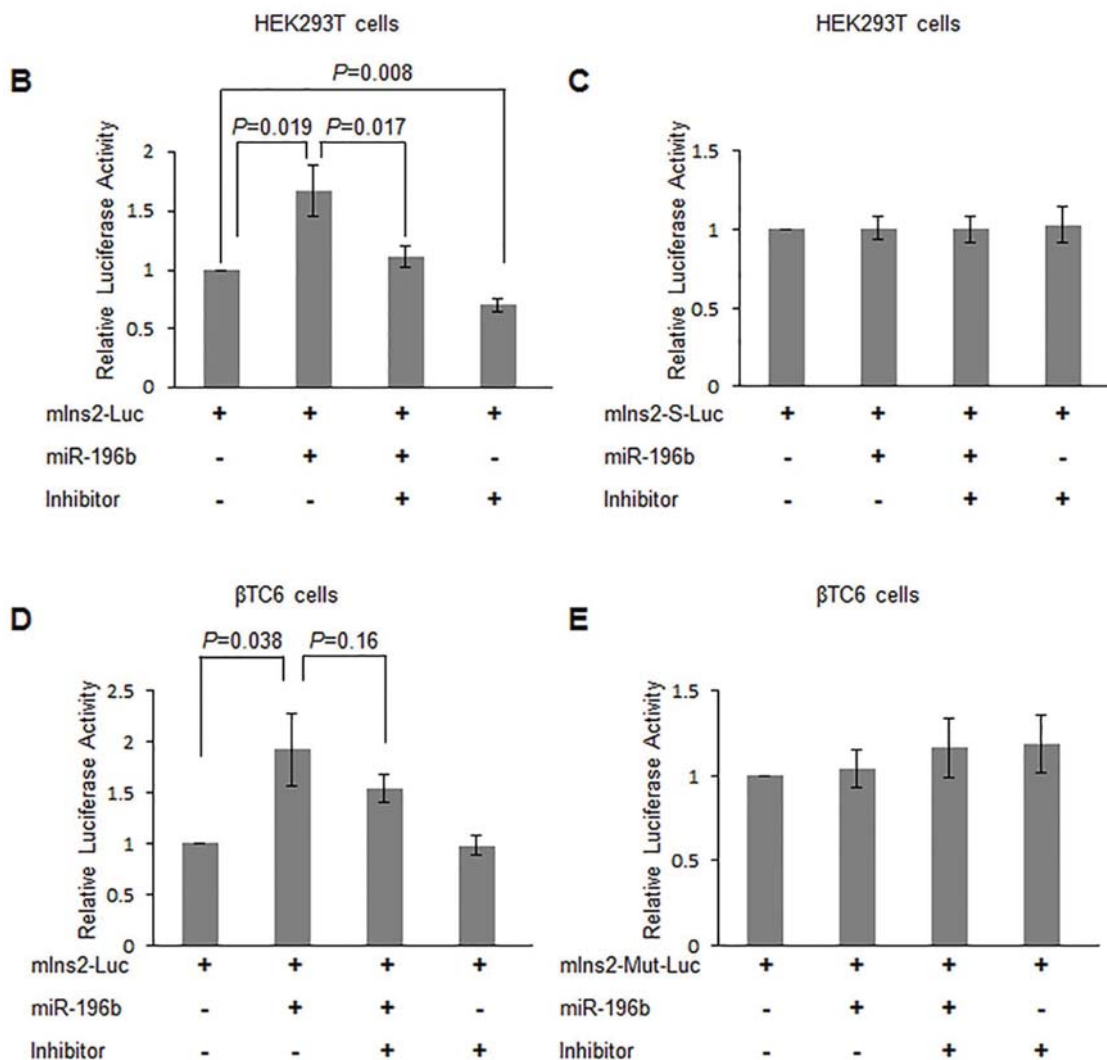 HEK293T cells
B
P=0.008
P=0.019 P=0.017
Relative Luciferase Activity
2
1.5
1
0.5
0
mIns2-Luc + + + +
miR-196b - + + -
Inhibitor - - + +
HEK293T cells
C
Relative Luciferase Activity
1.5
1
0.5
0
mIns2-S-Luc + + + +
miR-196b - + + -
Inhibitor - - + +
βTC6 cells
D
P=0.038 P=0.16
Relative Luciferase Activity
2.5
2
1.5
1
0.5
0
mIns2-Luc + + + +
miR-196b - + + -
Inhibitor - - + +
βTC6 cells
E
Relative Luciferase Activity
1.5
1
0.5
0
mIns2-Mut-Luc + + + +
miR-196b - + + -
Inhibitor - - + +